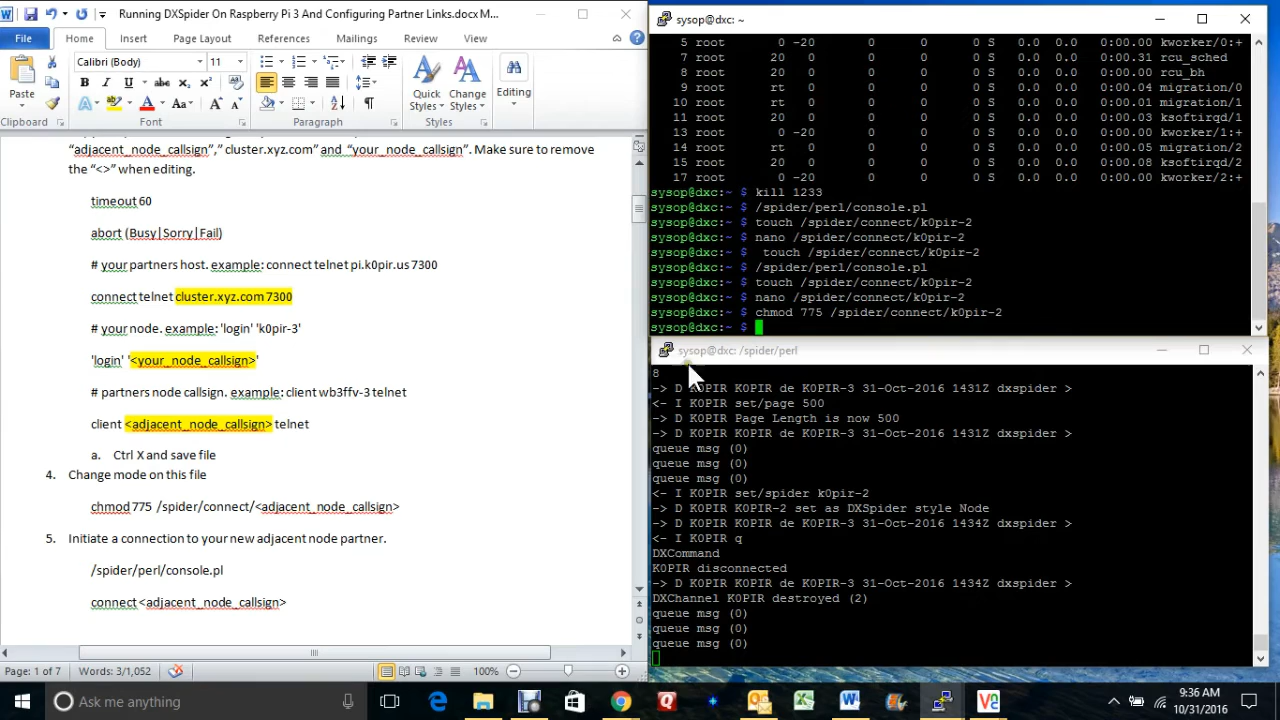 Running DXSpider On Raspberry Pi 3 And Configuring Partner Links.docx M...
File Home Insert Page Layout References Mailings Review View
Calibri (Body) 11
Paste
Quick Styles
Change Styles
Editing
Clipboard Font Paragraph Styles
"adjacent_node_callsign"," cluster.xyz.com" and "your_node_callsign". Make sure to remove
the "<>" when editing.
timeout 60
abort (Busy|Sorry|Fail)
# your partners host. example: connect telnet pi.k0pir.us 7300
connect telnet cluster.xyz.com 7300
# your node. example: 'login' 'k0pir-3'
'login' '<your_node_callsign>'
# partners node callsign. example: client wb3ffv-3 telnet
client <adjacent_node_callsign> telnet
a. Ctrl X and save file
4. Change mode on this file
chmod 775 /spider/connect/<adjacent_node_callsign>
5. Initiate a connection to your new adjacent node partner.
/spider/perl/console.pl
connect <adjacent_node_callsign>
Page: 1 of 7 Words: 3/1,052 100%
sysop@dxc: ~
5 root 0 -20 0 0 0 S 0.0 0.0 0:00.00 kworker/0:+
7 root 20 0 0 0 0 S 0.0 0.0 0:00.31 rcu_sched
8 root 20 0 0 0 0 S 0.0 0.0 0:00.00 rcu_bh
9 root rt 0 0 0 0 S 0.0 0.0 0:00.04 migration/0
10 root rt 0 0 0 0 S 0.0 0.0 0:00.01 migration/1
11 root 20 0 0 0 0 S 0.0 0.0 0:00.00 ksoftirqd/1
13 root 0 -20 0 0 0 S 0.0 0.0 0:00.00 kworker/1:+
14 root rt 0 0 0 0 S 0.0 0.0 0:00.05 migration/2
15 root 20 0 0 0 0 S 0.0 0.0 0:00.08 ksoftirqd/2
17 root 0 -20 0 0 0 S 0.0 0.0 0:00.00 kworker/2:+
sysop@dxc:~ $ kill 1233
sysop@dxc:~ $ /spider/perl/console.pl
sysop@dxc:~ $ touch /spider/connect/k0pir-2
sysop@dxc:~ $ nano /spider/connect/k0pir-2
sysop@dxc:~ $  touch /spider/connect/k0pir-2
sysop@dxc:~ $ /spider/perl/console.pl
sysop@dxc:~ $ touch /spider/connect/k0pir-2
sysop@dxc:~ $ nano /spider/connect/k0pir-2
sysop@dxc:~ $ chmod 775 /spider/connect/k0pir-2
sysop@dxc:~ $
sysop@dxc: /spider/perl
8
-> D K0PIR K0PIR de K0PIR-3 31-Oct-2016 1431Z dxspider >
<- I K0PIR set/page 500
-> D K0PIR Page Length is now 500
-> D K0PIR K0PIR de K0PIR-3 31-Oct-2016 1431Z dxspider >
queue msg (0)
queue msg (0)
queue msg (0)
<- I K0PIR set/spider k0pir-2
-> D K0PIR K0PIR-2 set as DXSpider style Node
-> D K0PIR K0PIR de K0PIR-3 31-Oct-2016 1434Z dxspider >
<- I K0PIR q
DXCommand
K0PIR disconnected
-> D K0PIR K0PIR de K0PIR-3 31-Oct-2016 1434Z dxspider >
DXChannel K0PIR destroyed (2)
queue msg (0)
queue msg (0)
queue msg (0)
Ask me anything
9:36 AM
10/31/2016